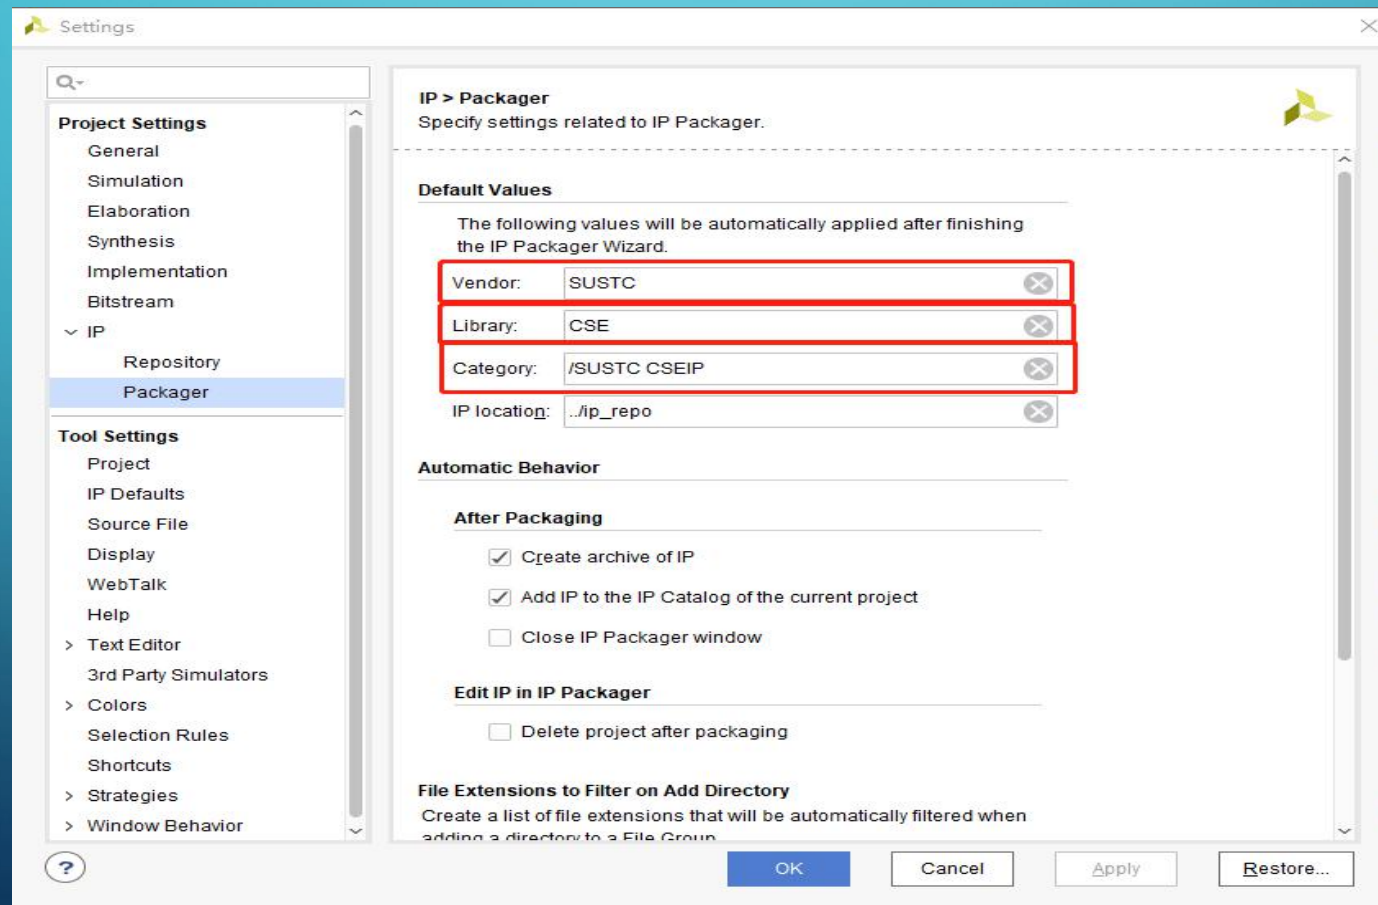 Settings
Project Settings
General
Simulation
Elaboration
Synthesis
Implementation
Bitstream
IP
Repository
Packager
Tool Settings
Project
IP Defaults
Source File
Display
WebTalk
Help
Text Editor
3rd Party Simulators
Colors
Selection Rules
Shortcuts
Strategies
Window Behavior
IP > Packager
Specify settings related to IP Packager.
Default Values
The following values will be automatically applied after finishing
the IP Packager Wizard.
Vendor: SUSTC
Library: CSE
Category: /SUSTC CSEIP
IP location: ../ip_repo
Automatic Behavior
After Packaging
Create archive of IP
Add IP to the IP Catalog of the current project
Close IP Packager window
Edit IP in IP Packager
Delete project after packaging
File Extensions to Filter on Add Directory
Create a list of file extensions that will be automatically filtered when
adding a directory to a File Group.
?
OK Cancel Apply Restore...